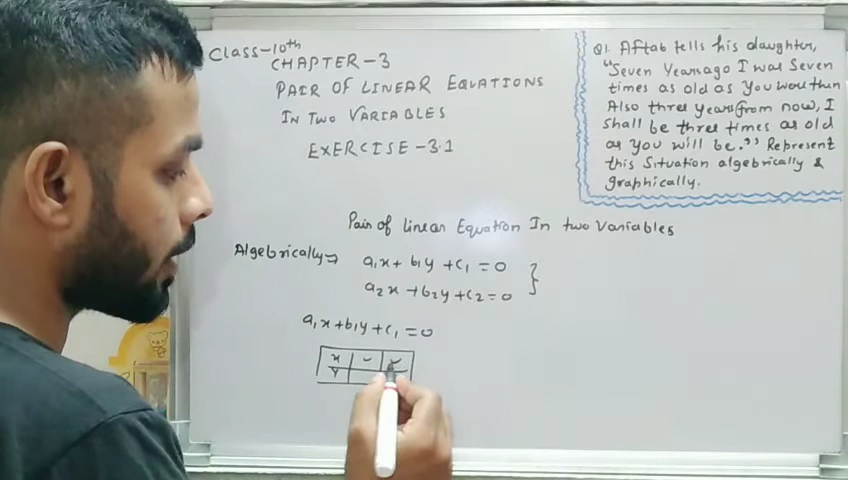 Class-10th
CHAPTER-3
PAIR OF LINEAR EQUATIONS
IN TWO VARIABLES
EXERCISE-3.1
Q1. Aftab tells his daughter,
"Seven Years ago I was Seven
times as old as you were then
Also three years from now, I
Shall be three times as old
as you will be." Represent
this Situation algebrically &
graphically.
Pair of linear Equation In two Variables
Algebrically⇒ a₁x + b₁y + c₁ = 0
a₂x + b₂y + c₂ = 0 }
a₁x + b₁y + c₁ = 0
x ✓ ✓
y